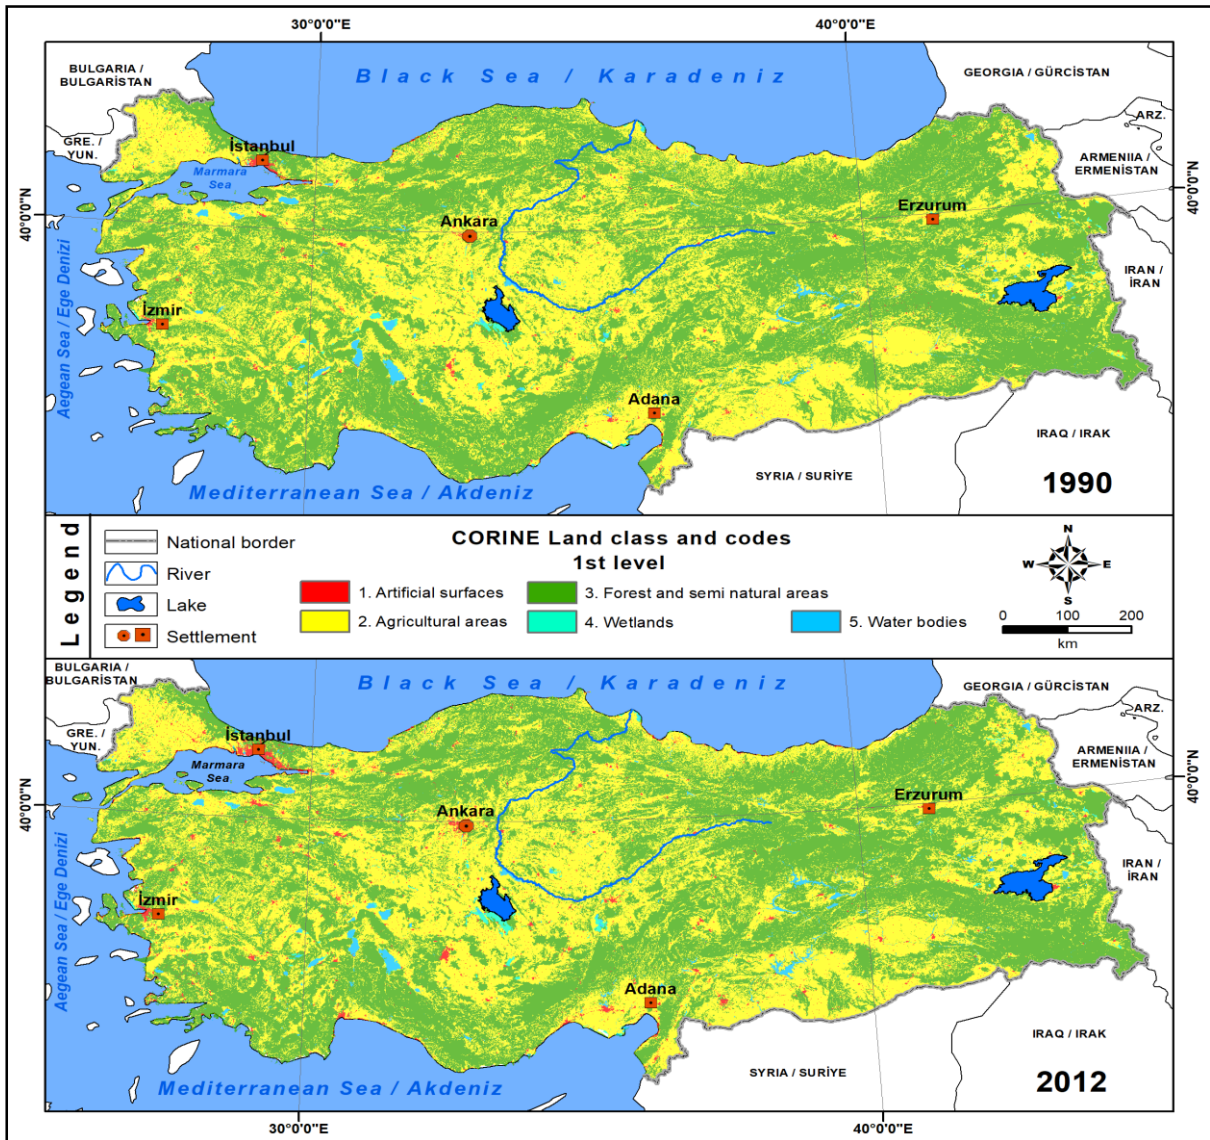 30°0'0"E
40°0'0"E
BULGARIA /
BULGARİSTAN
Black Sea / Karadeniz
GEORGIA / GÜRCİSTAN
ARZ.
GRE. /
YUN.
İstanbul
ARMENIIA /
ERMENİSTAN
Marmara
Sea
40°0'0"N
40°0'0"N
Ankara
Erzurum
IRAN /
İRAN
Aegean Sea / Ege Denizi
İzmir
Adana
IRAQ / IRAK
SYRIA / SURİYE
1990
Mediterranean Sea / Akdeniz
Legend
National border
River
Lake
Settlement
CORINE Land class and codes
1st level
1. Artificial surfaces
2. Agricultural areas
3. Forest and semi natural areas
4. Wetlands
5. Water bodies
N
W
E
S
0 100 200
km
BULGARIA /
BULGARİSTAN
Black Sea / Karadeniz
GEORGIA / GÜRCİSTAN
ARZ.
GRE. /
YUN.
İstanbul
ARMENIIA /
ERMENİSTAN
Marmara
Sea
40°0'0"N
40°0'0"N
Ankara
Erzurum
IRAN /
İRAN
Aegean Sea / Ege Denizi
İzmir
Adana
IRAQ / IRAK
SYRIA / SURİYE
2012
Mediterranean Sea / Akdeniz
30°0'0"E
40°0'0"E